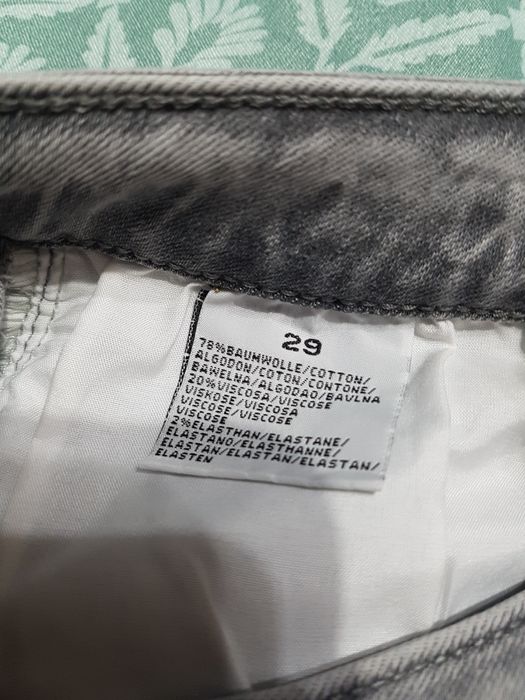 29
78%BAUMWOLLE/COTTON/
ALGODON/COTON/CONTONE/
BAWELNA/ALGODAO/BAVLNA
20%VISCOSA/VISCOSE
VISKOSE/VISCOSA
VISCOSE/VISCOSE
2%ELASTHAN/ELASTANE/
ELASTANO/ELASTHANNE/
ELASTAN/ELASTAN/ELASTAN/
ELASTEN